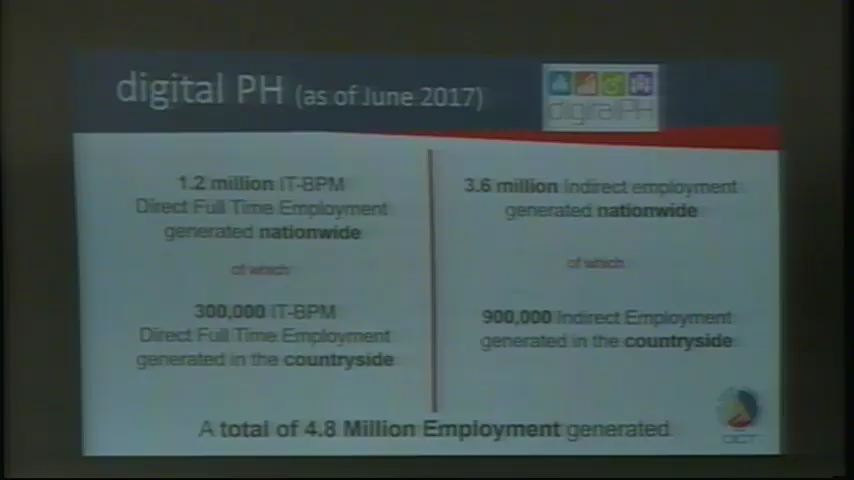 digital PH (as of June 2017)
digitalPH
1.2 million IT-BPM
Direct Full Time Employment
generated nationwide
of which
300,000 IT-BPM
Direct Full Time Employment
generated in the countryside
3.6 million Indirect employment
generated nationwide
of which
900,000 Indirect Employment
generated in the countryside
A total of 4.8 Million Employment generated
DICT